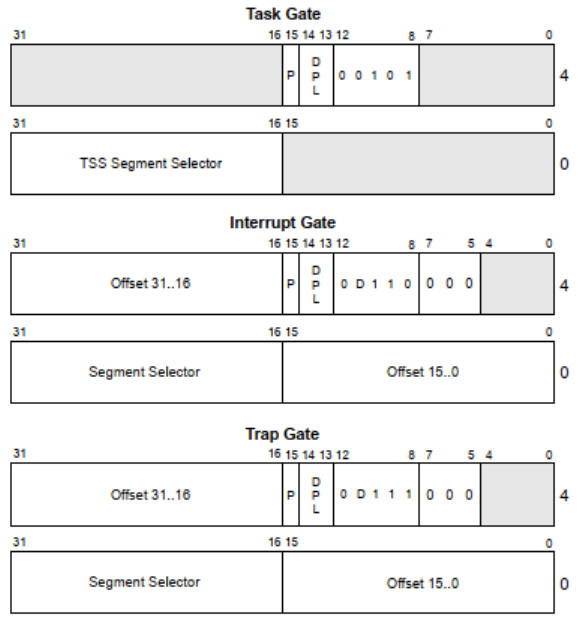 Task Gate
31 16 15 14 13 12 8 7 0
P D P L 0 0 1 0 1 4
31 16 15 0
TSS Segment Selector 0
Interrupt Gate
31 16 15 14 13 12 8 7 5 4 0
Offset 31..16 P D P L 0 D 1 1 0 0 0 0 4
31 16 15 0
Segment Selector Offset 15..0 0
Trap Gate
31 16 15 14 13 12 8 7 5 4 0
Offset 31..16 P D P L 0 D 1 1 1 0 0 0 4
31 16 15 0
Segment Selector Offset 15..0 0